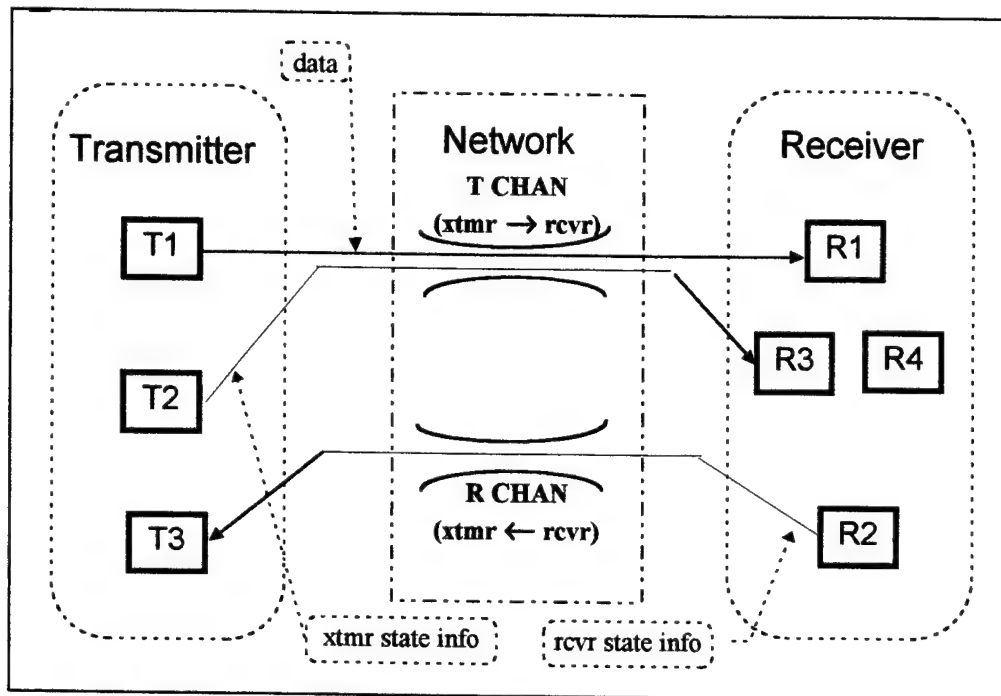 data
Transmitter
Network
Receiver
T CHAN
(xtmr → rcvr)
T1
R1
T2
R3
R4
R CHAN
(xtmr ← rcvr)
T3
R2
xtmr state info
rcvr state info